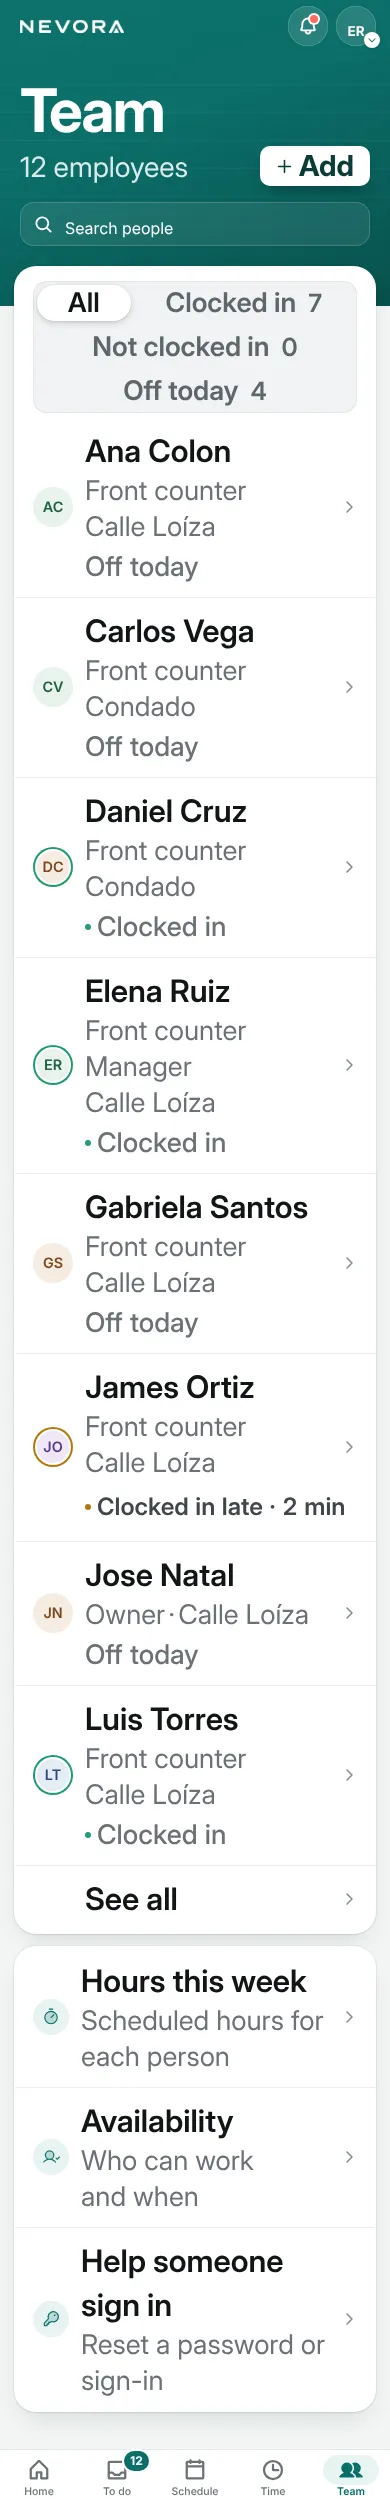 NEVORA
ER
Team
12 employees
+ Add
Search people
All
Clocked in 7
Not clocked in 0
Off today 4
Ana Colon
AC
Front counter
Calle Loíza
Off today
Carlos Vega
CV
Front counter
Condado
Off today
Daniel Cruz
DC
Front counter
Condado
Clocked in
Elena Ruiz
Front counter
ER
Manager
Calle Loíza
Clocked in
Gabriela Santos
GS
Front counter
Calle Loíza
Off today
James Ortiz
JO
Front counter
Calle Loíza
Clocked in late · 2 min
Jose Natal
JN
Owner · Calle Loíza
Off today
Luis Torres
LT
Front counter
Calle Loíza
Clocked in
See all
Hours this week
Scheduled hours for
each person
Availability
Who can work
and when
Help someone
sign in
Reset a password or
sign-in
12
Home
To do
Schedule
Time
Team